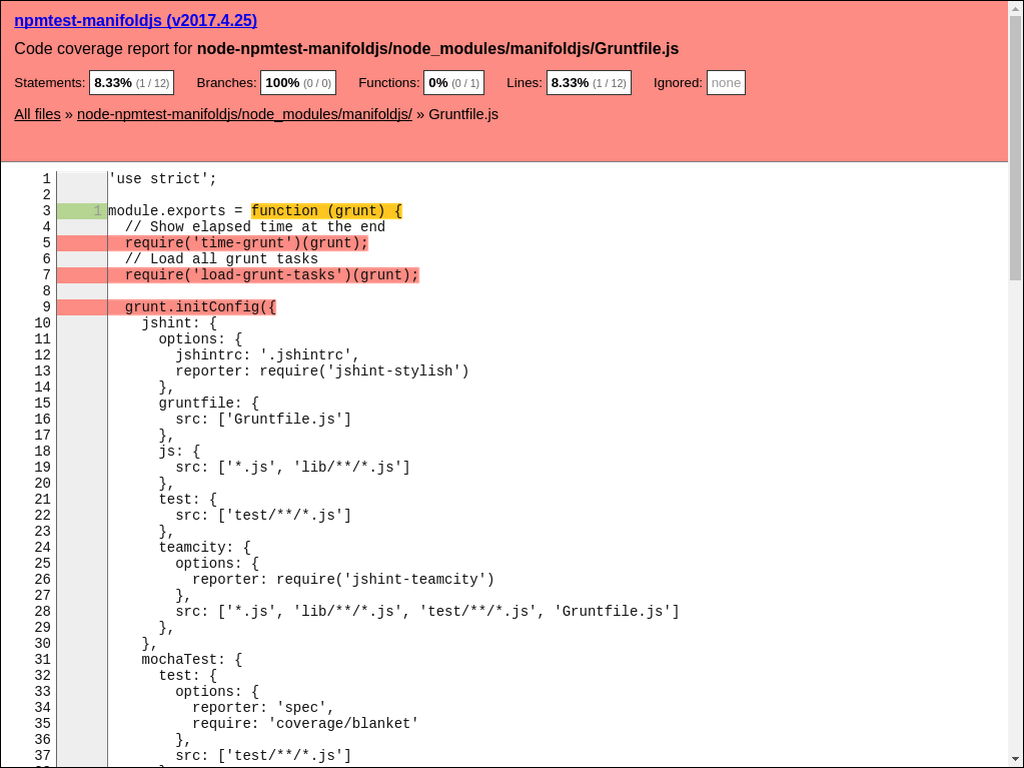 npmtest-manifoldjs (v2017.4.25)
Code coverage report for node-npmtest-manifoldjs/node_modules/manifoldjs/Gruntfile.js
Statements: 8.33% (1 / 12) Branches: 100% (0 / 0) Functions: 0% (0 / 1) Lines: 8.33% (1 / 12) Ignored: none
All files » node-npmtest-manifoldjs/node_modules/manifoldjs/ » Gruntfile.js
1 'use strict';
2
3 1 module.exports = function (grunt) {
4 // Show elapsed time at the end
5 require('time-grunt')(grunt);
6 // Load all grunt tasks
7 require('load-grunt-tasks')(grunt);
8
9 grunt.initConfig({
10 jshint: {
11 options: {
12 jshintrc: '.jshintrc',
13 reporter: require('jshint-stylish')
14 },
15 gruntfile: {
16 src: ['Gruntfile.js']
17 },
18 js: {
19 src: ['*.js', 'lib/**/*.js']
20 },
21 test: {
22 src: ['test/**/*.js']
23 },
24 teamcity: {
25 options: {
26 reporter: require('jshint-teamcity')
27 },
28 src: ['*.js', 'lib/**/*.js', 'test/**/*.js', 'Gruntfile.js']
29 },
30 },
31 mochaTest: {
32 test: {
33 options: {
34 reporter: 'spec',
35 require: 'coverage/blanket'
36 },
37 src: ['test/**/*.js']